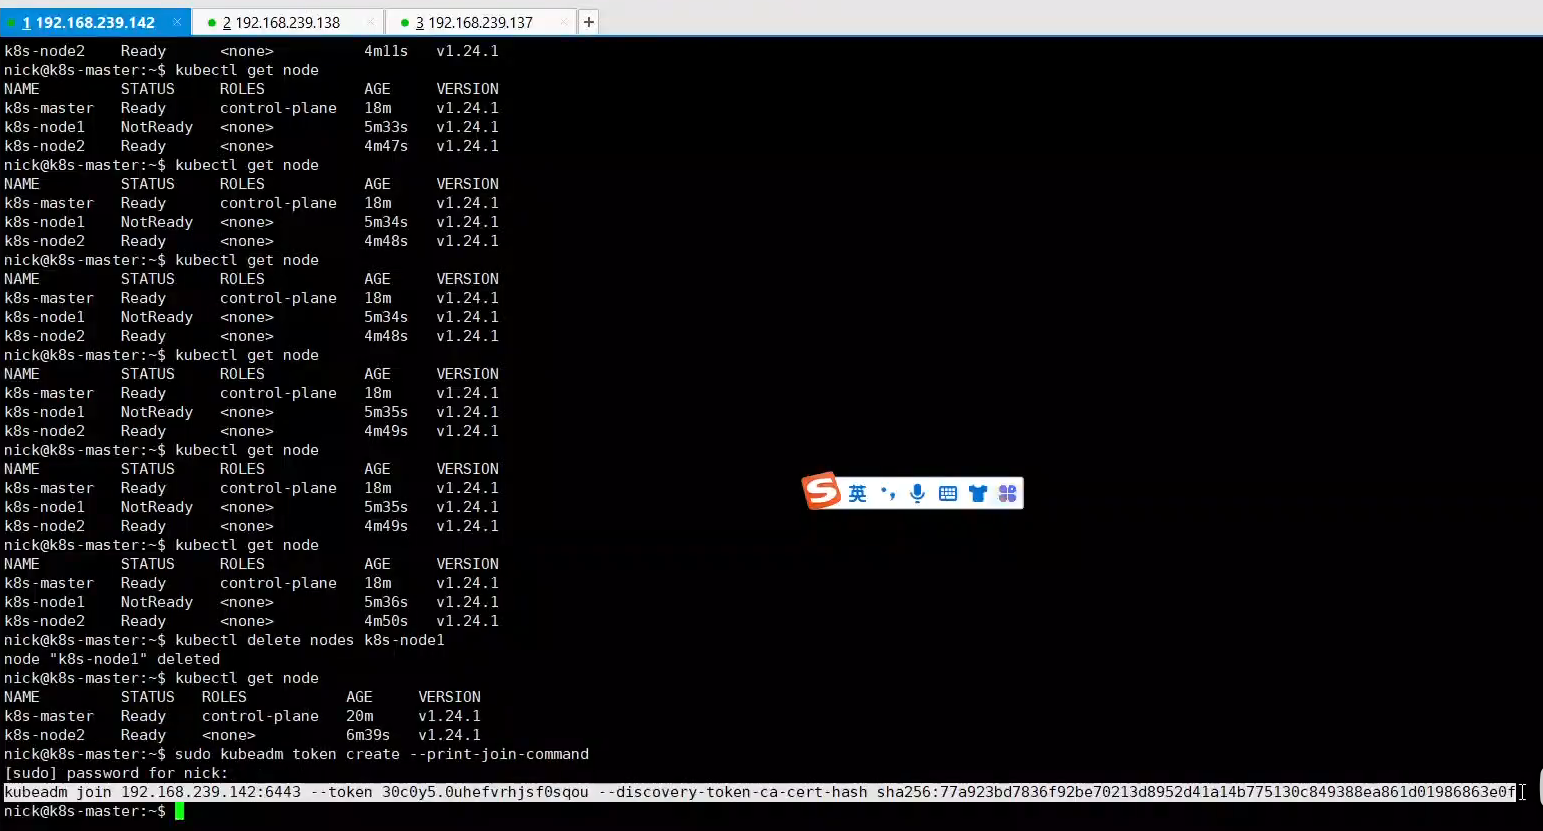 1 192.168.239.142 × 2 192.168.239.138 × 3 192.168.239.137 × +
k8s-node2 Ready <none> 4m11s v1.24.1
nick@k8s-master:~$ kubectl get node
NAME STATUS ROLES AGE VERSION
k8s-master Ready control-plane 18m v1.24.1
k8s-node1 NotReady <none> 5m33s v1.24.1
k8s-node2 Ready <none> 4m47s v1.24.1
nick@k8s-master:~$ kubectl get node
NAME STATUS ROLES AGE VERSION
k8s-master Ready control-plane 18m v1.24.1
k8s-node1 NotReady <none> 5m34s v1.24.1
k8s-node2 Ready <none> 4m48s v1.24.1
nick@k8s-master:~$ kubectl get node
NAME STATUS ROLES AGE VERSION
k8s-master Ready control-plane 18m v1.24.1
k8s-node1 NotReady <none> 5m34s v1.24.1
k8s-node2 Ready <none> 4m48s v1.24.1
nick@k8s-master:~$ kubectl get node
NAME STATUS ROLES AGE VERSION
k8s-master Ready control-plane 18m v1.24.1
k8s-node1 NotReady <none> 5m35s v1.24.1
k8s-node2 Ready <none> 4m49s v1.24.1
nick@k8s-master:~$ kubectl get node
NAME STATUS ROLES AGE VERSION
k8s-master Ready control-plane 18m v1.24.1
S 英
k8s-node1 NotReady <none> 5m35s v1.24.1
k8s-node2 Ready <none> 4m49s v1.24.1
nick@k8s-master:~$ kubectl get node
NAME STATUS ROLES AGE VERSION
k8s-master Ready control-plane 18m v1.24.1
k8s-node1 NotReady <none> 5m36s v1.24.1
k8s-node2 Ready <none> 4m50s v1.24.1
nick@k8s-master:~$ kubectl delete nodes k8s-node1
node "k8s-node1" deleted
nick@k8s-master:~$ kubectl get node
NAME STATUS ROLES AGE VERSION
k8s-master Ready control-plane 20m v1.24.1
k8s-node2 Ready <none> 6m39s v1.24.1
nick@k8s-master:~$ sudo kubeadm token create --print-join-command
[sudo] password for nick:
kubeadm join 192.168.239.142:6443 --token 30c0y5.0uhefvrhjsf0sqou --discovery-token-ca-cert-hash sha256:77a923bd7836f92be70213d8952d41a14b775130c849388ea861d01986863e0f
nick@k8s-master:~$